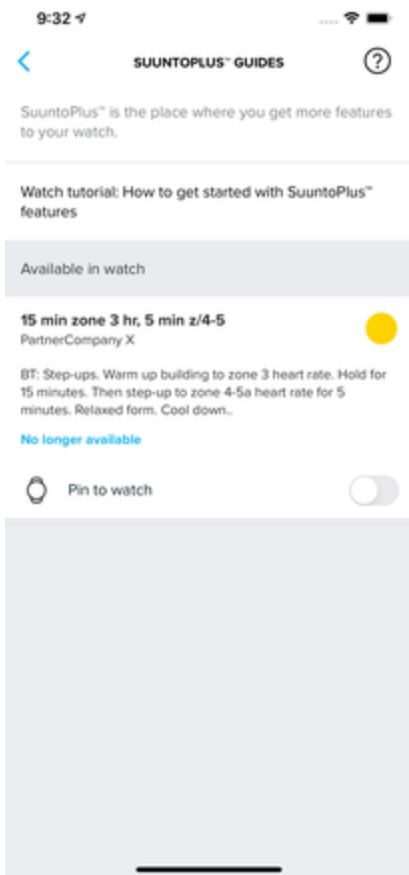 9:32
SUUNTOPLUS™ GUIDES
SuuntoPlus™ is the place where you get more features
to your watch.
Watch tutorial: How to get started with SuuntoPlus™
features
Available in watch
15 min zone 3 hr, 5 min z/4-5
PartnerCompany X
BT: Step-ups. Warm up building to zone 3 heart rate. Hold for
15 minutes. Then step-up to zone 4-5a heart rate for 5
minutes. Relaxed form. Cool down..
No longer available
Pin to watch